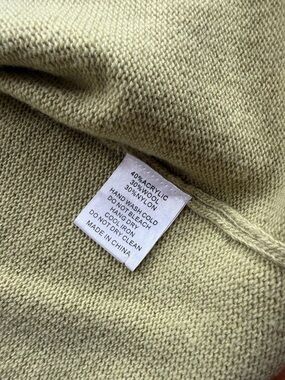 40%ACRYLIC
30%WOOL
30%NYLON
HAND WASH COLD
DO NOT BLEACH
HANG DRY
COOL IRON
DO NOT DRY CLEAN
MADE IN CHINA